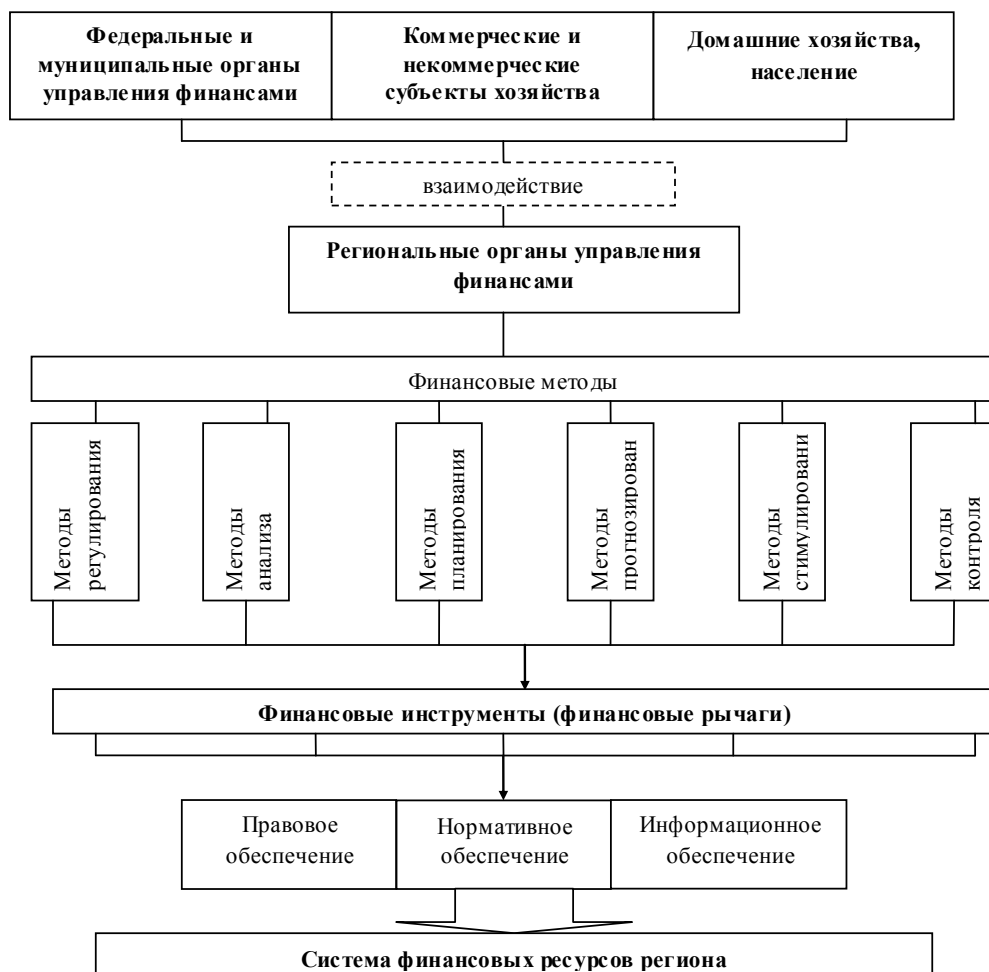 Федеральные и
муниципальные органы
управления финансами
Коммерческие и
некоммерческие
субъекты хозяйства
Домашние хозяйства,
население
взаимодействие
Региональные органы управления
финансами
Финансовые методы
Методы
регулирования
Методы
анализа
Методы
планирования
Методы
прогнозирован
Методы
стимулировани
Методы
контроля
Финансовые инструменты (финансовые рычаги)
Правовое
обеспечение
Нормативное
обеспечение
Информационное
обеспечение
Система финансовых ресурсов региона